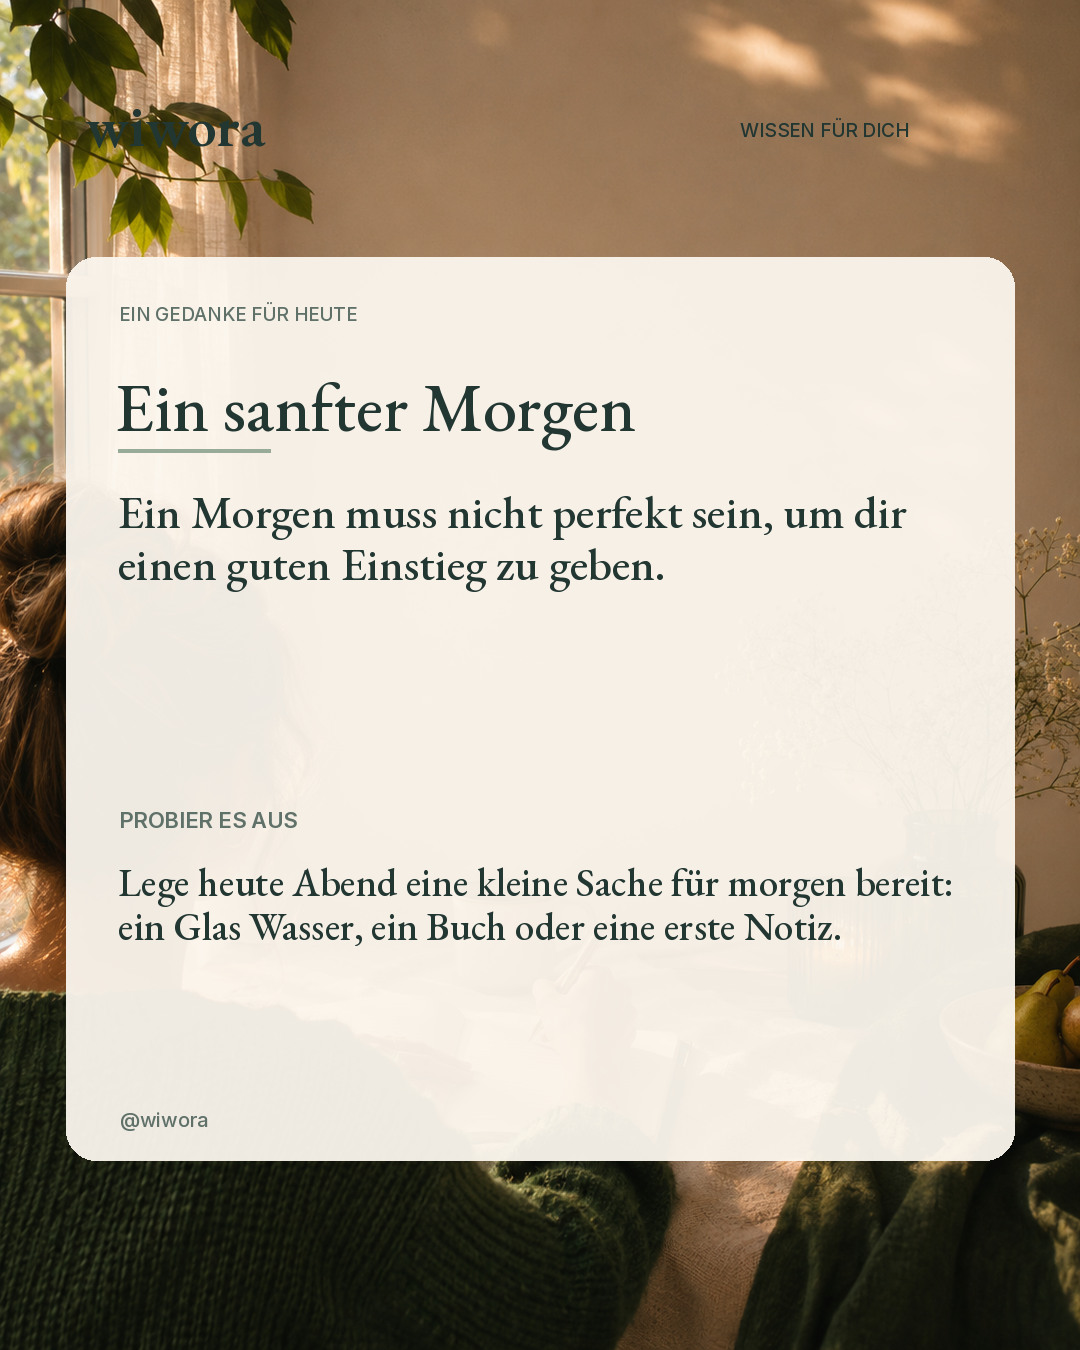 wiwora
WISSEN FÜR DICH
EIN GEDANKE FÜR HEUTE
Ein sanfter Morgen
Ein Morgen muss nicht perfekt sein, um dir
einen guten Einstieg zu geben.
PROBIER ES AUS
Lege heute Abend eine kleine Sache für morgen bereit:
ein Glas Wasser, ein Buch oder eine erste Notiz.
@wiwora